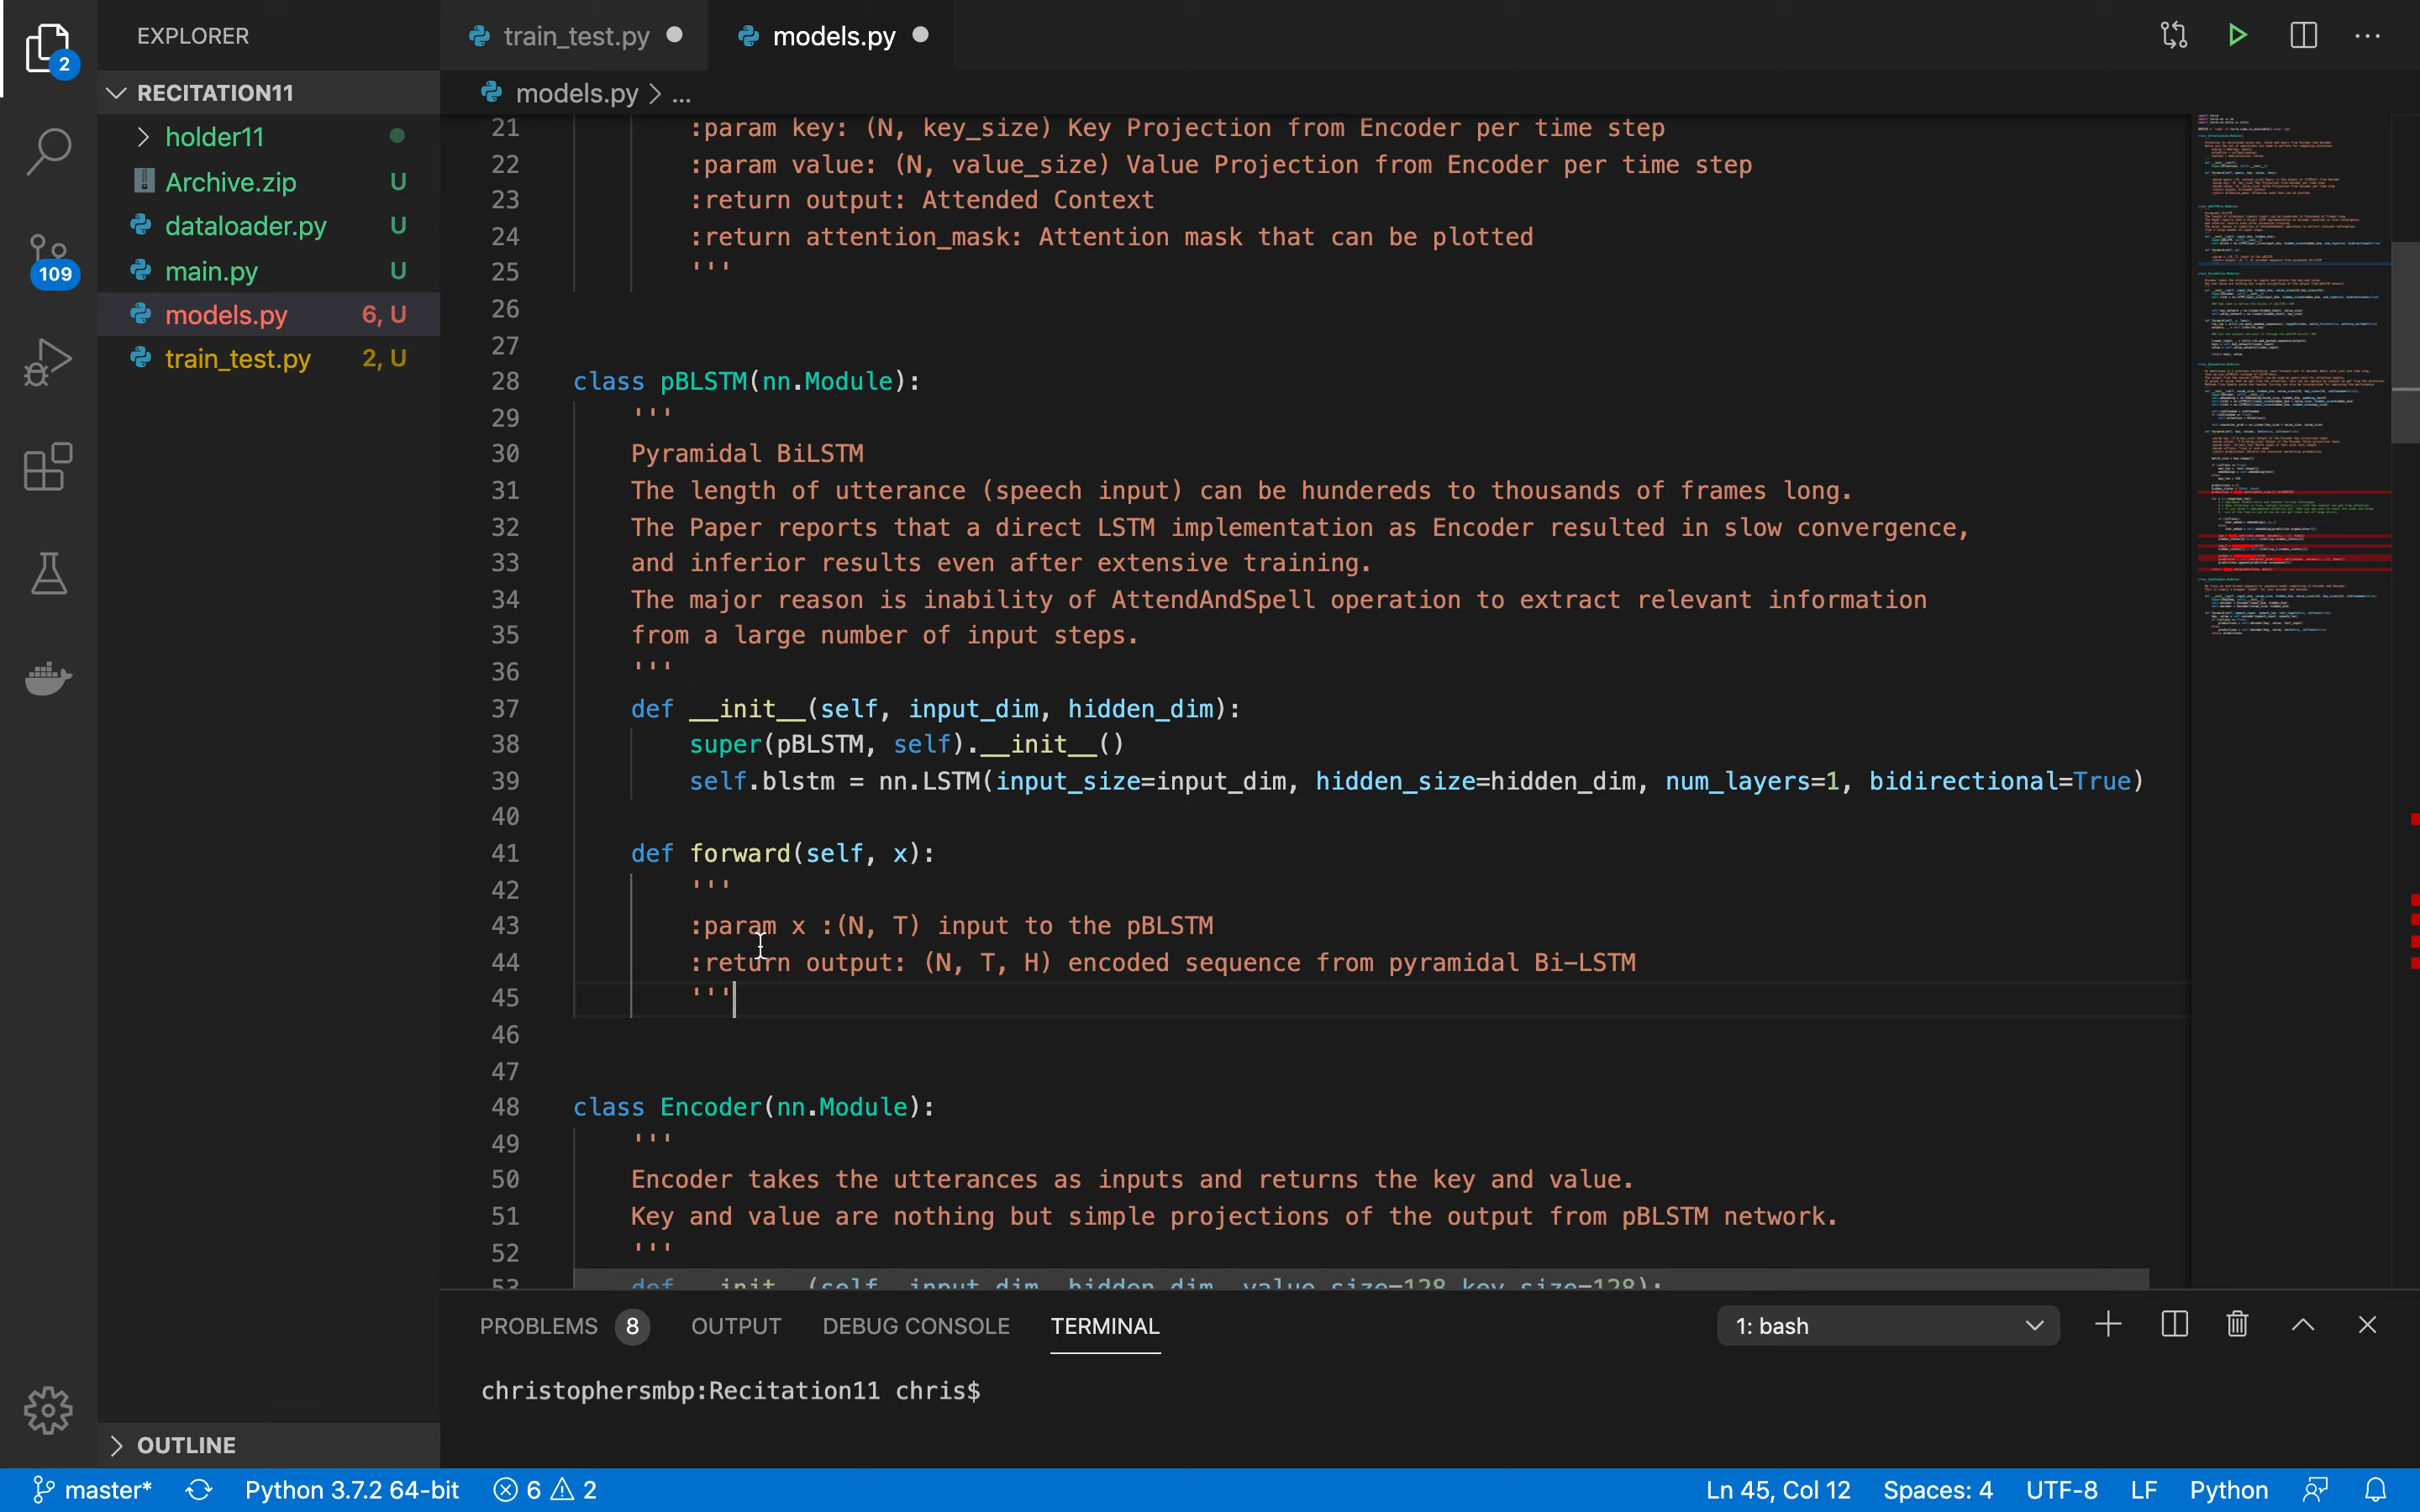 EXPLORER
train_test.py
models.py
2
RECITATION11
models.py > ...
holder11
Archive.zip U
dataloader.py U
main.py U
models.py 6, U
train_test.py 2, U
109
21 :param key: (N, key_size) Key Projection from Encoder per time step
22 :param value: (N, value_size) Value Projection from Encoder per time step
23 :return output: Attended Context
24 :return attention_mask: Attention mask that can be plotted
25 '''
26
27
28 class pBLSTM(nn.Module):
29 '''
30 Pyramidal BiLSTM
31 The length of utterance (speech input) can be hundereds to thousands of frames long.
32 The Paper reports that a direct LSTM implementation as Encoder resulted in slow convergence,
33 and inferior results even after extensive training.
34 The major reason is inability of AttendAndSpell operation to extract relevant information
35 from a large number of input steps.
36 '''
37 def __init__(self, input_dim, hidden_dim):
38 super(pBLSTM, self).__init__()
39 self.blstm = nn.LSTM(input_size=input_dim, hidden_size=hidden_dim, num_layers=1, bidirectional=True)
40
41 def forward(self, x):
42 '''
43 :param x :(N, T) input to the pBLSTM
44 :return output: (N, T, H) encoded sequence from pyramidal Bi-LSTM
45 '''
46
47
48 class Encoder(nn.Module):
49 '''
50 Encoder takes the utterances as inputs and returns the key and value.
51 Key and value are nothing but simple projections of the output from pBLSTM network.
52 '''
53 def __init__(self, input_dim, hidden_dim, value_size=128,key_size=128):
PROBLEMS 8 OUTPUT DEBUG CONSOLE TERMINAL 1: bash
christophersmbp:Recitation11 chris$
OUTLINE
master* Python 3.7.2 64-bit 6 2 Ln 45, Col 12 Spaces: 4 UTF-8 LF Python